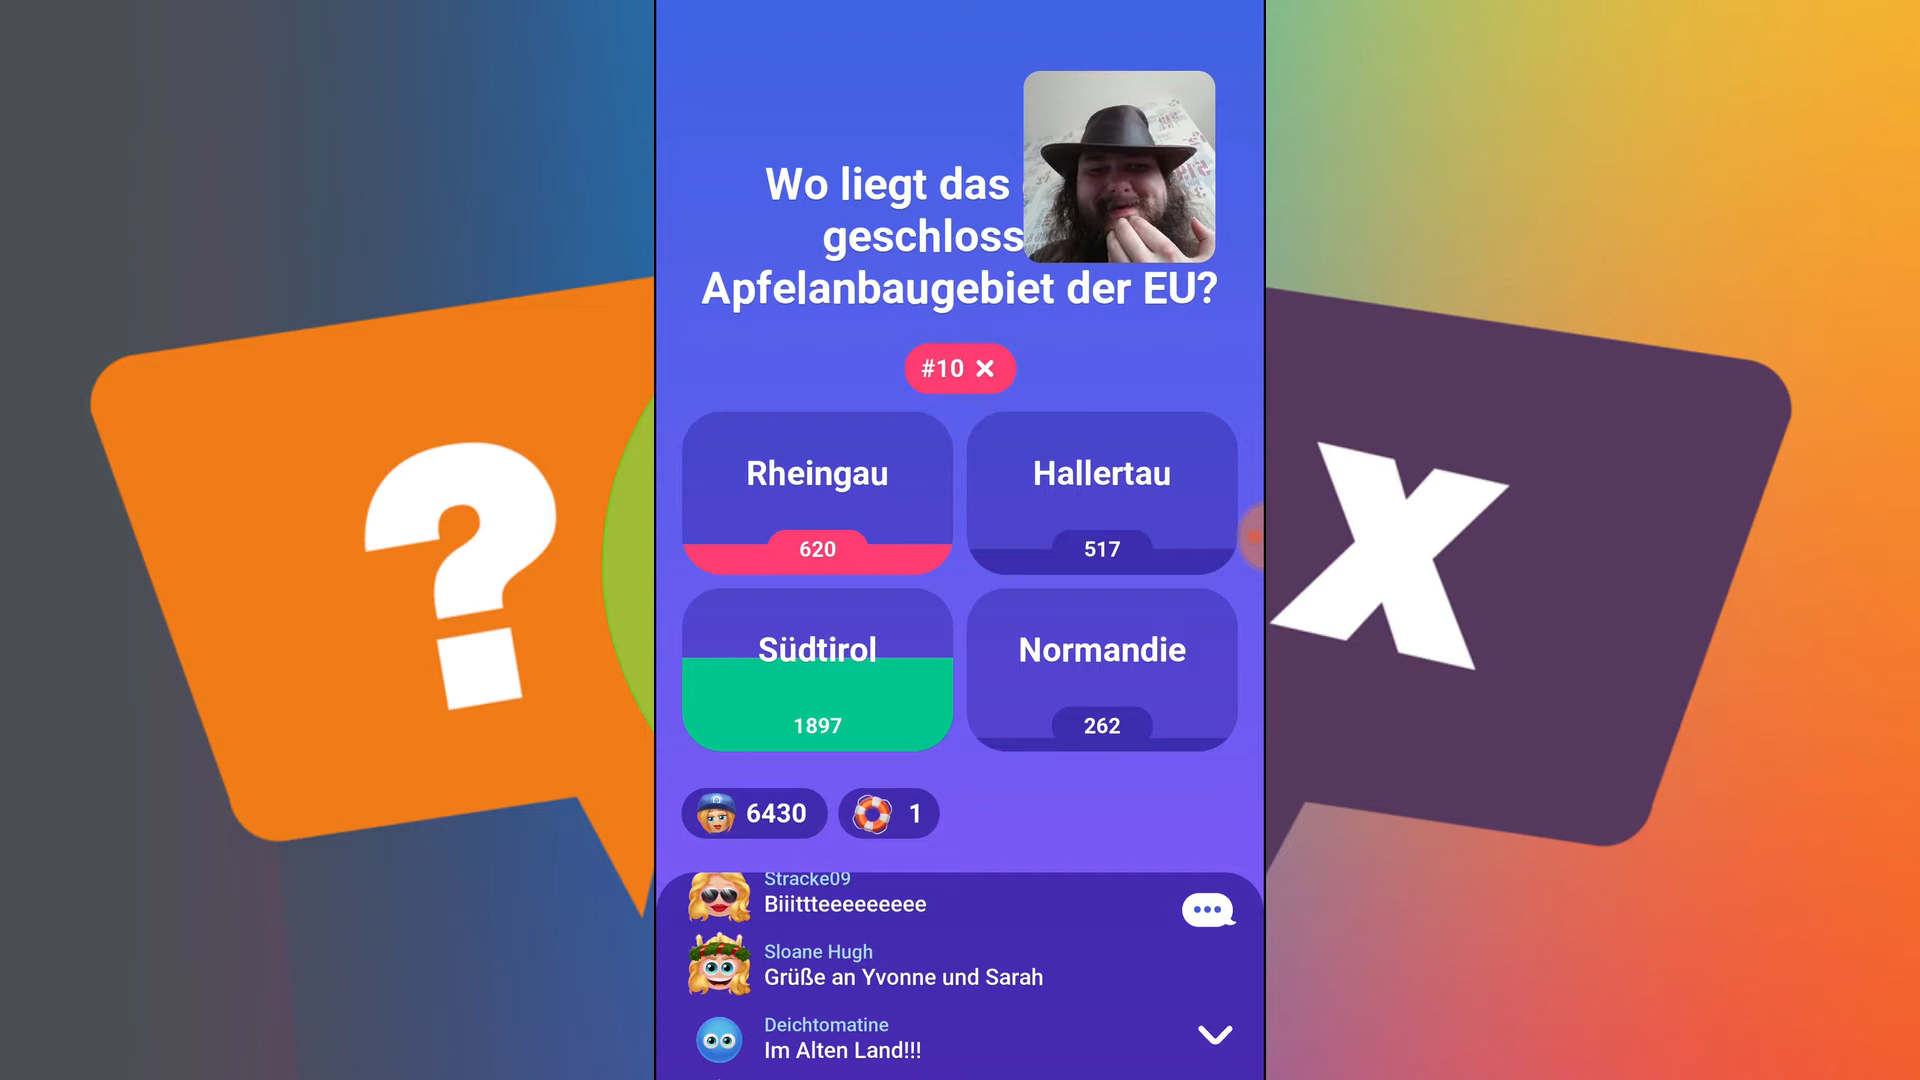 Wo liegt das
geschloss
Apfelanbaugebiet der EU?
#10
Rheingau
Hallertau
620
517
Südtirol
Normandie
1897
262
6430
1
Stracke09
Biiittteeeeeeeee
Sloane Hugh
Grüße an Yvonne und Sarah
Deichtomatine
Im Alten Land!!!
?
X